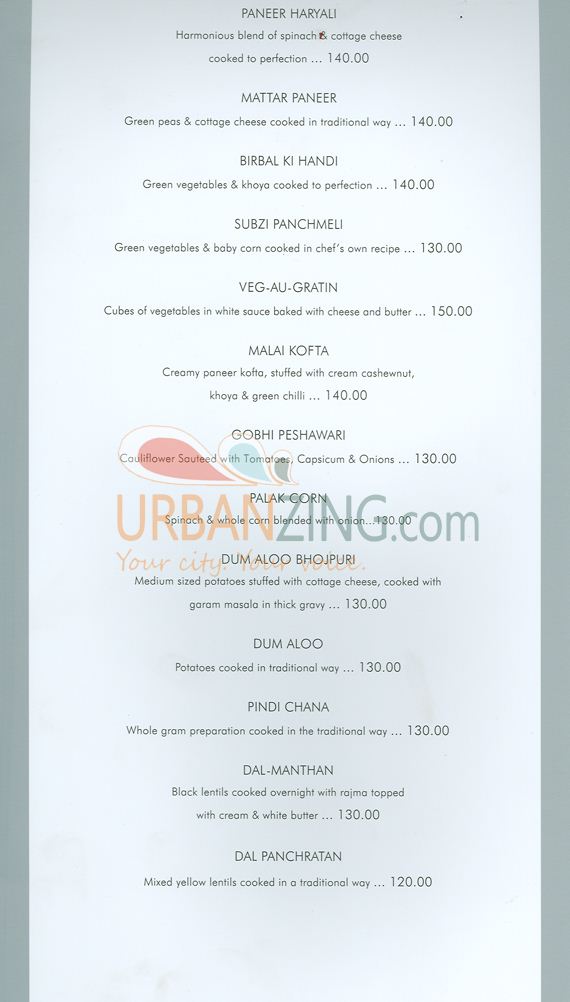 PANEER HARYALI
Harmonious blend of spinach & cottage cheese
cooked to perfection ... 140.00
MATTAR PANEER
Green peas & cottage cheese cooked in traditional way ... 140.00
BIRBAL KI HANDI
Green vegetables & khoya cooked to perfection ... 140.00
SUBZI PANCHMELI
Green vegetables & baby corn cooked in chef's own recipe ... 130.00
VEG-AU-GRATIN
Cubes of vegetables in white sauce baked with cheese and butter ... 150.00
MALAI KOFTA
Creamy paneer kofta, stuffed with cream cashewnut,
khoya & green chilli ... 140.00
GOBHI PESHAWARI
Cauliflower Sauteed with Tomatoes, Capsicum & Onions ... 130.00
PALAK CORN
URBANZING.com
Spinach & whole corn blended with onion...130.00
Your city. Your voice.
DUM ALOO BHOJPURI
Medium sized potatoes stuffed with cottage cheese, cooked with
garam masala in thick gravy ... 130.00
DUM ALOO
Potatoes cooked in traditional way ... 130.00
PINDI CHANA
Whole gram preparation cooked in the traditional way ... 130.00
DAL-MANTHAN
Black lentils cooked overnight with rajma topped
with cream & white butter ... 130.00
DAL PANCHRATAN
Mixed yellow lentils cooked in a traditional way ... 120.00